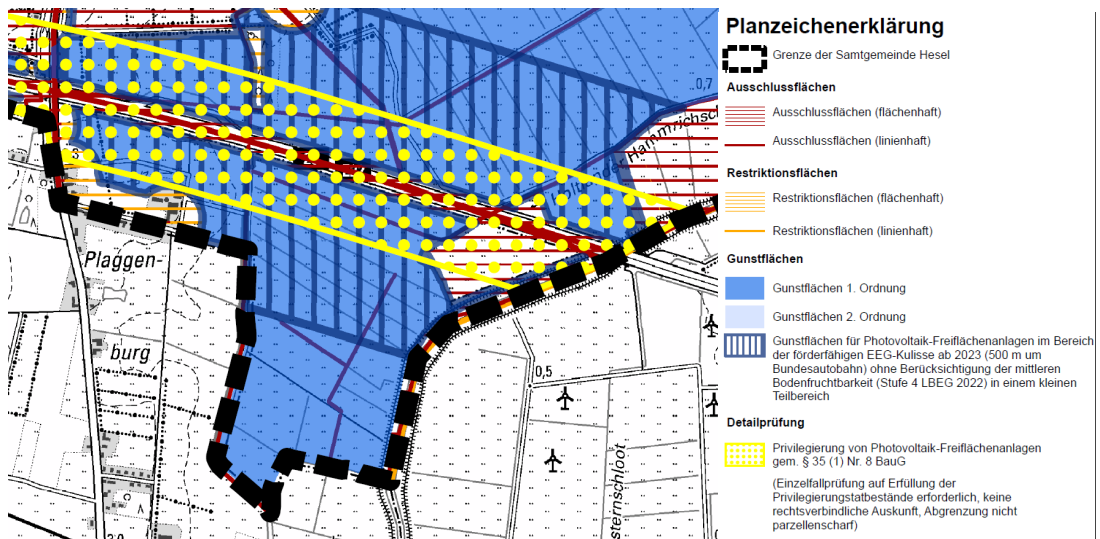 Planzeichenerklärung
Grenze der Samtgemeinde Hesel
Ausschlussflächen
Ausschlussflächen (flächenhaft)
Ausschlussflächen (linienhaft)
Restriktionsflächen
Restriktionsflächen (flächenhaft)
Restriktionsflächen (linienhaft)
Gunstflächen
Gunstflächen 1. Ordnung
Gunstflächen 2. Ordnung
Gunstflächen für Photovoltaik-Freiflächenanlagen im Bereich
der förderfähigen EEG-Kulisse ab 2023 (500 m um
Bundesautobahn) ohne Berücksichtigung der mittleren
Bodenfruchtbarkeit (Stufe 4 LBEG 2022) in einem kleinen
Teilbereich
Detailprüfung
Privilegierung von Photovoltaik-Freiflächenanlagen
gem. § 35 (1) Nr. 8 BauG
(Einzelfallprüfung auf Erfüllung der
Privilegierungstatbestände erforderlich, keine
rechtsverbindliche Auskunft, Abgrenzung nicht
parzellenscharf)
0,7
Hammrichsch
Plaggen-
burg
0,5
sternschloot